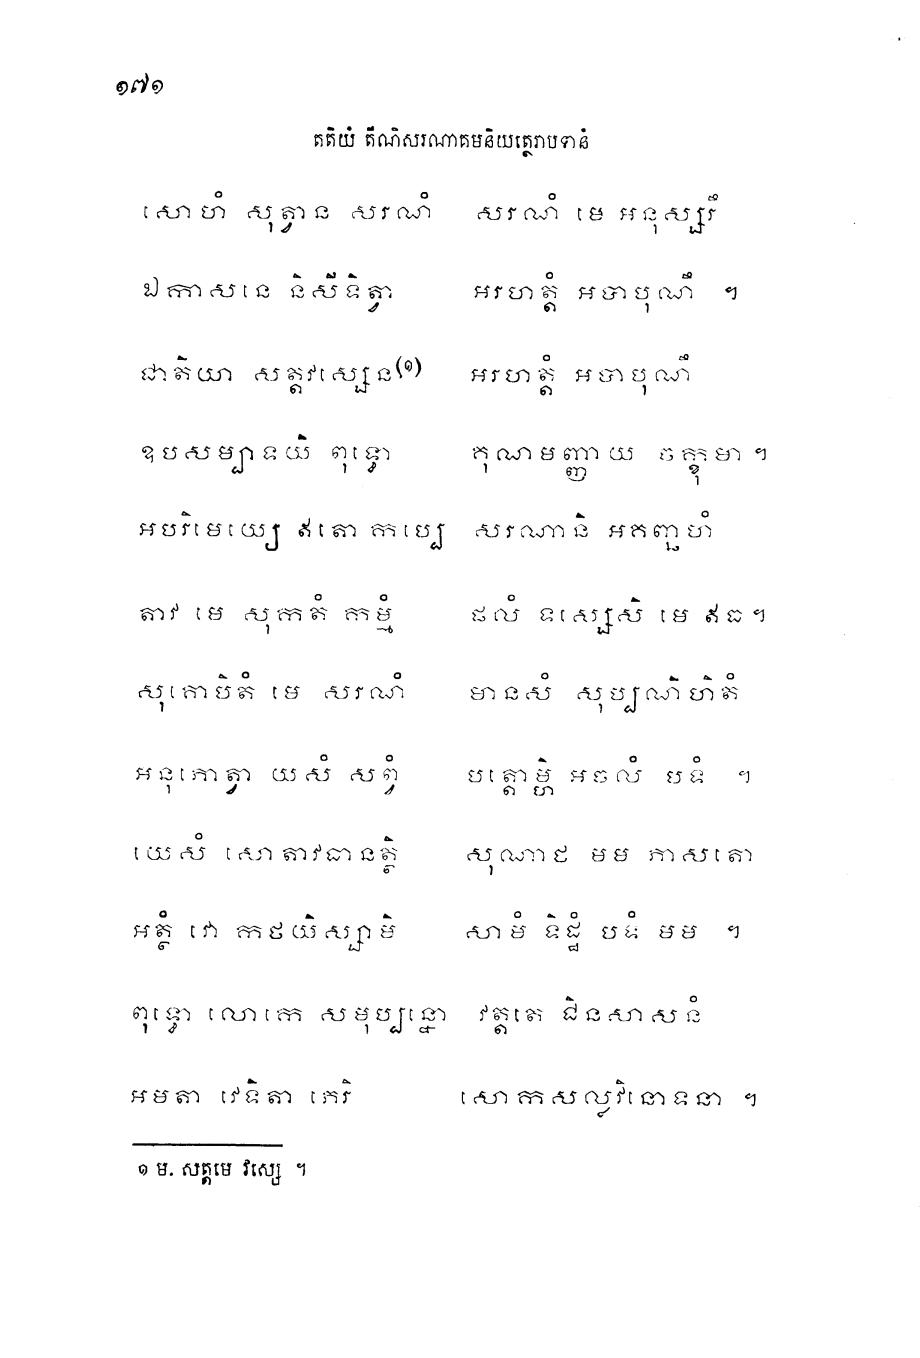 ១៧១
តតិយំ តីណិសរណាគមនិយត្ថេរាបទានំ
សោហំ សុត្វាន សរណំ សរណំ មេ អនុស្សរឹ
ឯកាសនេ និសីទិត្វា អរហត្តំ អបាបុណឹ ។
ជាតិយា សត្តវស្សេន(១) អរហត្តំ អបាបុណឹ
ឧបសម្បាទយិ ពុទ្ធោ គុណមញ្ញាយ ចក្ខុមា ។
អបរិមេយ្យេ ឥតោ កប្បេ សរណានិ អគញ្ឆហំ
តាវ មេ សុកតំ កម្មំ ផលំ ទស្សេសិ មេ ឥធ ។
សុគោបិតំ មេ សរណំ មានសំ សុប្បណិហិតំ
អនុភោត្វា យសំ សព្វំ បត្តោម្ហិ អចលំ បទំ ។
យេសំ សោតាវធានត្ថិ សុណាថ មម ភាសតោ
អត្ថំ វោ កថយិស្សាមិ សាមំ ទិដ្ឋំ បទំ មម ។
ពុទ្ធោ លោកេ សមុប្បន្នោ វត្តតេ ជិនសាសនំ
អមតា វេទិតា ភេរិ សោកសល្លវិនោទនា ។
១ ម. សត្តមេ វស្សេ ។